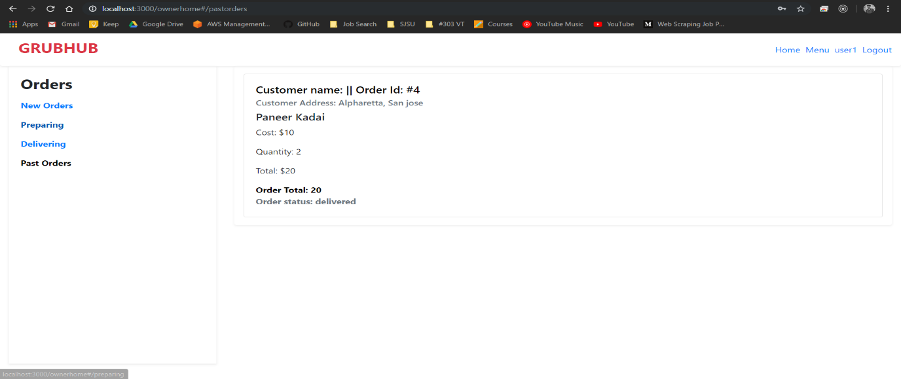 localhost:3000/ownerhome#/pastorders
Apps Gmail Keep Google Drive AWS Management... GitHub Job Search SJSU #303 VT Courses YouTube Music YouTube M Web Scraping Job P...
GRUBHUB
Home Menu user1 Logout
Orders
New Orders
Preparing
Delivering
Past Orders
Customer name: || Order Id: #4
Customer Address: Alpharetta, San jose
Paneer Kadai
Cost: $10
Quantity: 2
Total: $20
Order Total: 20
Order status: delivered
localhost:3000/ownerhome#/preparing